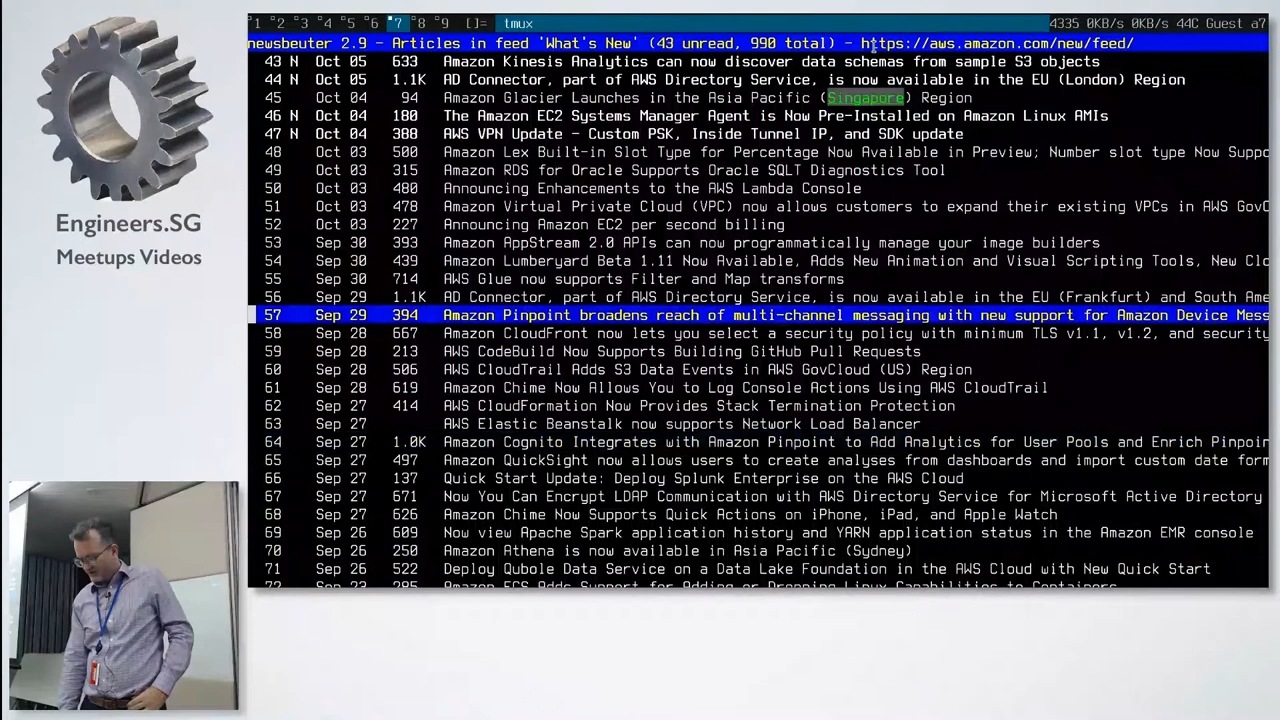 1 2 3 4 5 6 7 8 9 []= tmux 4335 0KB/s 0KB/s 44C Guest a7
newsbeuter 2.9 - Articles in feed 'What's New' (43 unread, 990 total) - https://aws.amazon.com/new/feed/
43 N Oct 05 633 Amazon Kinesis Analytics can now discover data schemas from sample S3 objects
44 N Oct 05 1.1K AD Connector, part of AWS Directory Service, is now available in the EU (London) Region
45 Oct 04 94 Amazon Glacier Launches in the Asia Pacific (Singapore) Region
46 N Oct 04 180 The Amazon EC2 Systems Manager Agent is Now Pre-Installed on Amazon Linux AMIs
47 N Oct 04 388 AWS VPN Update - Custom PSK, Inside Tunnel IP, and SDK update
48 Oct 03 500 Amazon Lex Built-in Slot Type for Percentage Now Available in Preview; Number slot type Now Suppo
49 Oct 03 315 Amazon RDS for Oracle Supports Oracle SQLT Diagnostics Tool
50 Oct 03 480 Announcing Enhancements to the AWS Lambda Console
51 Oct 03 478 Amazon Virtual Private Cloud (VPC) now allows customers to expand their existing VPCs in AWS GovC
52 Oct 03 227 Announcing Amazon EC2 per second billing
53 Sep 30 393 Amazon AppStream 2.0 APIs can now programmatically manage your image builders
54 Sep 30 439 Amazon Lumberyard Beta 1.11 Now Available, Adds New Animation and Visual Scripting Tools, New Clo
55 Sep 30 714 AWS Glue now supports Filter and Map transforms
56 Sep 29 1.1K AD Connector, part of AWS Directory Service, is now available in the EU (Frankfurt) and South Ame
57 Sep 29 394 Amazon Pinpoint broadens reach of multi-channel messaging with new support for Amazon Device Mess
58 Sep 28 667 Amazon CloudFront now lets you select a security policy with minimum TLS v1.1, v1.2, and security
59 Sep 28 213 AWS CodeBuild Now Supports Building GitHub Pull Requests
60 Sep 28 506 AWS CloudTrail Adds S3 Data Events in AWS GovCloud (US) Region
61 Sep 28 619 Amazon Chime Now Allows You to Log Console Actions Using AWS CloudTrail
62 Sep 27 414 AWS CloudFormation Now Provides Stack Termination Protection
63 Sep 27 AWS Elastic Beanstalk now supports Network Load Balancer
64 Sep 27 1.0K Amazon Cognito Integrates with Amazon Pinpoint to Add Analytics for User Pools and Enrich Pinpoin
65 Sep 27 497 Amazon QuickSight now allows users to create analyses from dashboards and import custom date form
66 Sep 27 137 Quick Start Update: Deploy Splunk Enterprise on the AWS Cloud
67 Sep 27 671 Now You Can Encrypt LDAP Communication with AWS Directory Service for Microsoft Active Directory
68 Sep 27 626 Amazon Chime Now Supports Quick Actions on iPhone, iPad, and Apple Watch
69 Sep 26 609 Now view Apache Spark application history and YARN application status in the Amazon EMR console
70 Sep 26 250 Amazon Athena is now available in Asia Pacific (Sydney)
71 Sep 26 522 Deploy Qubole Data Service on a Data Lake Foundation in the AWS Cloud with New Quick Start
72 Sep 23 285 Amazon ECS Adds Support for Adding or Dropping Linux Capabilities to Containers
Engineers.SG
Meetups Videos